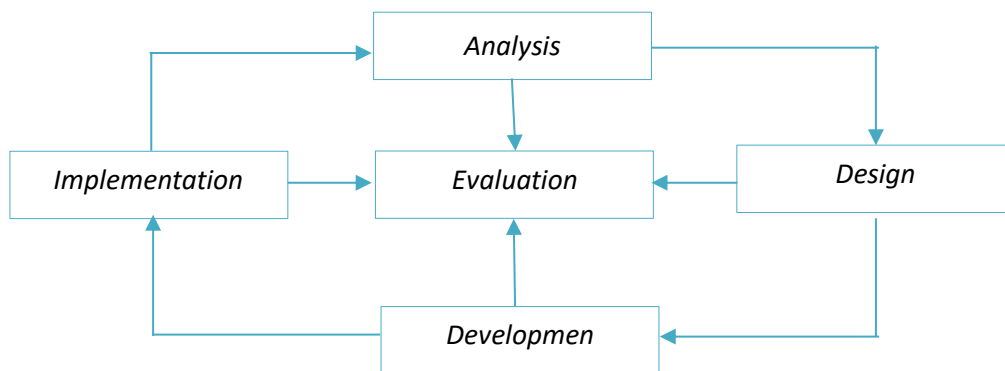 Analysis
Implementation
Evaluation
Design
Developmen